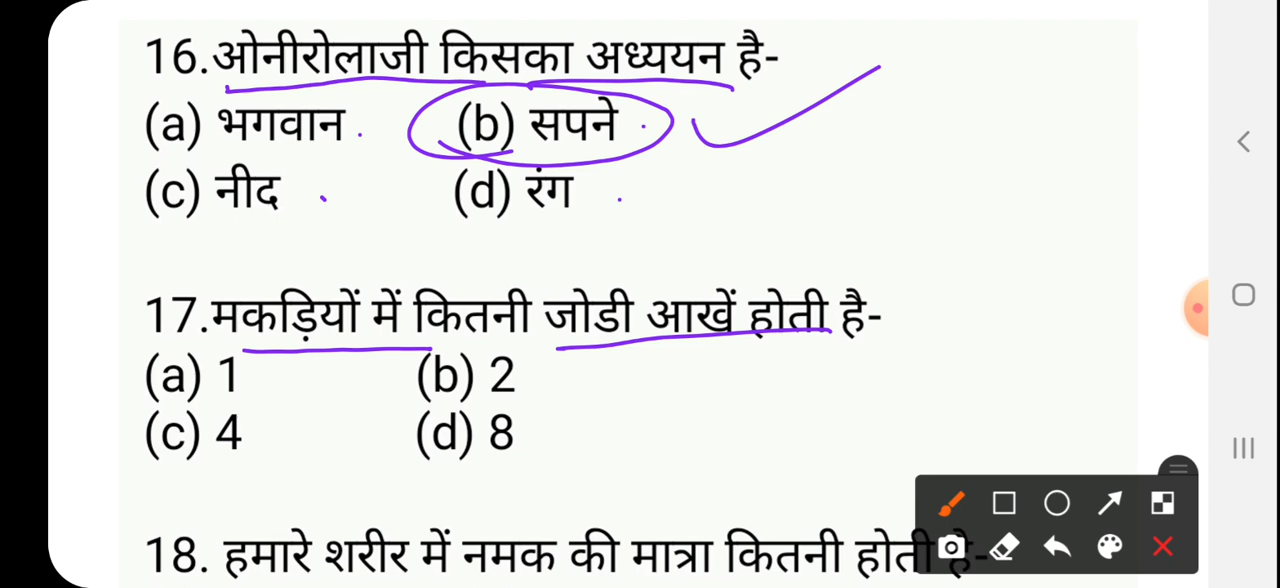 16.ओनीरोलाजी किसका अध्ययन है-
(a) भगवान (b) सपने
(c) नीद (d) रंग
17.मकड़ियों में कितनी जोडी आखें होती है-
(a) 1 (b) 2
(c) 4 (d) 8
18. हमारे शरीर में नमक की मात्रा कितनी होती है-